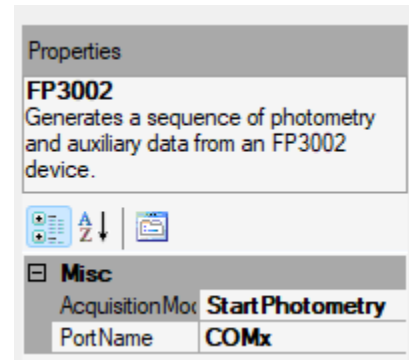 Properties
FP3002
Generates a sequence of photometry
and auxiliary data from an FP3002
device.
A
Z
Misc
AcquisitionMoc StartPhotometry
PortName COMx